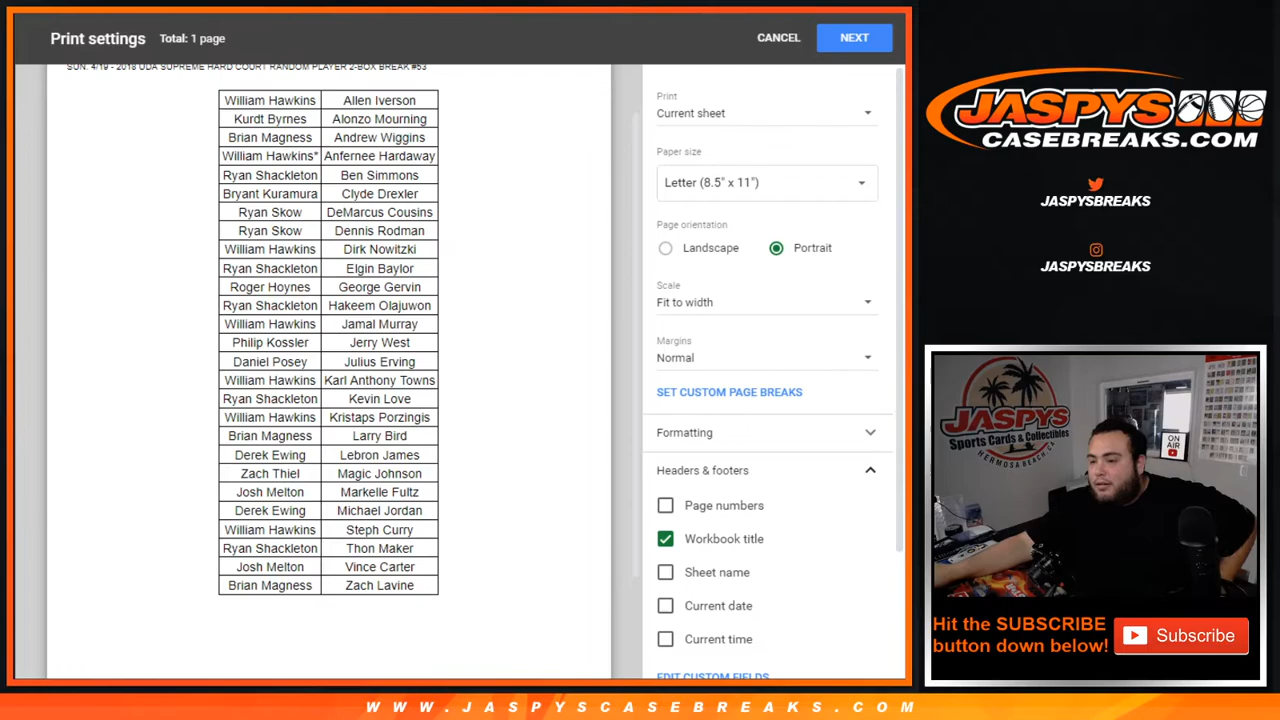 Print settings Total: 1 page CANCEL NEXT
SUN. 4/19 - 2018 UDA SUPREME HARD COURT RANDOM PLAYER 2-BOX BREAK #53
William Hawkins Allen Iverson
Kurdt Byrnes Alonzo Mourning
Brian Magness Andrew Wiggins
William Hawkins* Anfernee Hardaway
Ryan Shackleton Ben Simmons
Bryant Kuramura Clyde Drexler
Ryan Skow DeMarcus Cousins
Ryan Skow Dennis Rodman
William Hawkins Dirk Nowitzki
Ryan Shackleton Elgin Baylor
Roger Hoynes George Gervin
Ryan Shackleton Hakeem Olajuwon
William Hawkins Jamal Murray
Philip Kossler Jerry West
Daniel Posey Julius Erving
William Hawkins Karl Anthony Towns
Ryan Shackleton Kevin Love
William Hawkins Kristaps Porzingis
Brian Magness Larry Bird
Derek Ewing Lebron James
Zach Thiel Magic Johnson
Josh Melton Markelle Fultz
Derek Ewing Michael Jordan
William Hawkins Steph Curry
Ryan Shackleton Thon Maker
Josh Melton Vince Carter
Brian Magness Zach Lavine
Print
Current sheet
Paper size
Letter (8.5" x 11")
Page orientation
Landscape Portrait
Scale
Fit to width
Margins
Normal
SET CUSTOM PAGE BREAKS
Formatting
Headers & footers
Page numbers
Workbook title
Sheet name
Current date
Current time
EDIT CUSTOM FIELDS
JASPYS
CASEBREAKS.COM
JASPYSBREAKS
JASPYSBREAKS
JASPYS
Sports Cards & Collectibles
HERMOSA BEACH, CA
ON
AIR
Hit the SUBSCRIBE
button down below!
Subscribe
WWW.JASPYSCASEBREAKS.COM